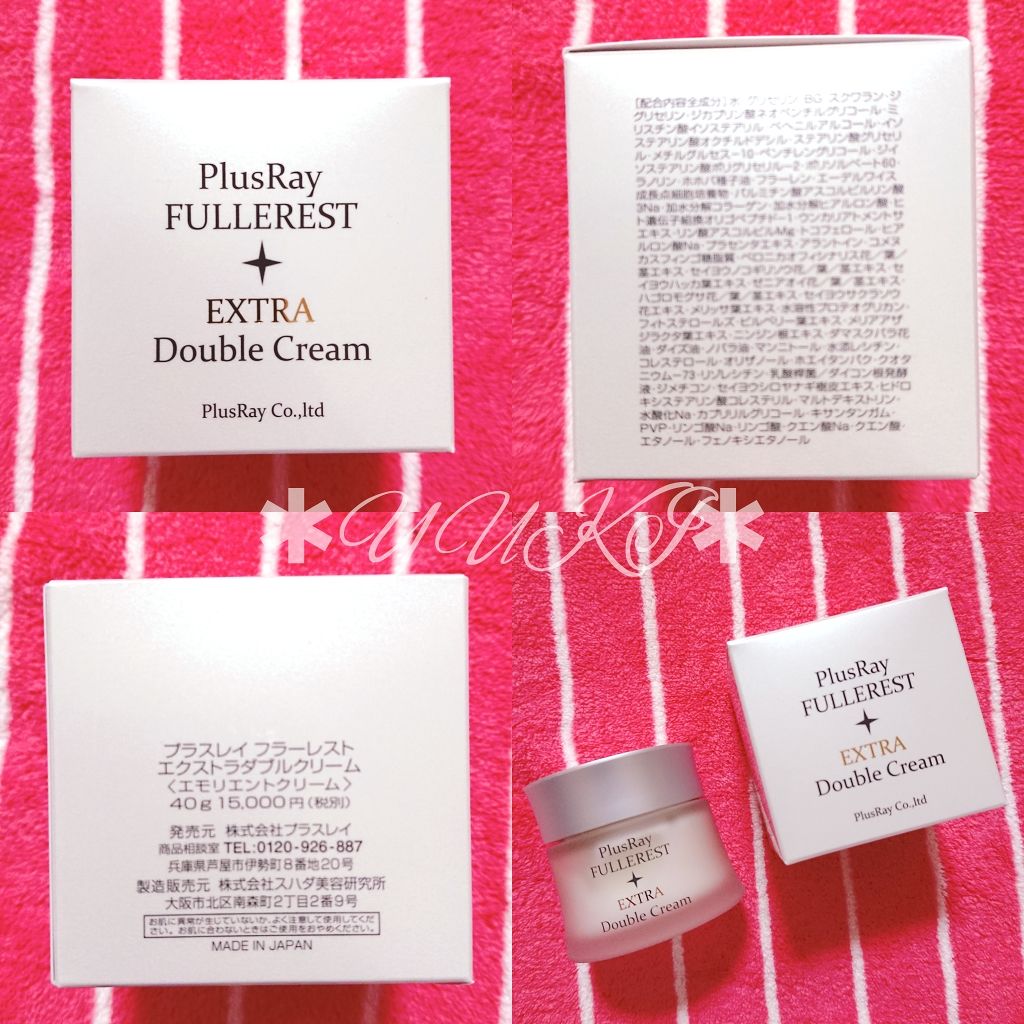 PlusRay
FULLEREST
EXTRA
Double Cream
PlusRay Co.,ltd
[配合内容全成分]水・グリセリン・BG・スクワラン・ジ
グリセリン・ジカプリン酸ネオペンチルグリコール・ミ
リスチン酸イソステアリル・ベヘニルアルコール・イソ
ステアリン酸オクチルドデシル・ステアリン酸グリセリ
ル・メチルグルセス-10・ペンチレングリコール・ジイ
ソステアリン酸ポリグリセリル-2・ポリソルベート60・
ラノリン・ホホバ種子油・フラーレン・エーデルワイス
成長点細胞培養物・パルミチン酸アスコルビルリン酸
3Na・加水分解コラーゲン・加水分解ヒアルロン酸・ヒ
ト遺伝子組換オリゴペプチド-1・ウンカリアトメントサ
エキス・リン酸アスコルビルMg・トコフェロール・ヒア
ルロン酸Na・プラセンタエキス・アラントイン・コメヌ
カスフィンゴ糖脂質・ベロニカオフィシナリス花／葉／
茎エキス・セイヨウノコギリソウ花／葉／茎エキス・セ
イヨウハッカ葉エキス・ゼニアオイ花／葉／茎エキス・
ハゴロモグサ花／葉／茎エキス・セイヨウサクラソウ
花エキス・メリッサ葉エキス・水溶性プロテオグリカン・
フィトステロールズ・ビルベリー葉エキス・メリアアザ
ジラクタ葉エキス・ニンジン根エキス・ダマスクバラ花
油・ダイズ油・ノバラ油・マンニトール・水添レシチン・
コレステロール・オリザノール・ホエイタンパク・クオタ
ニウム-73・リゾレシチン・乳酸桿菌／ダイコン根発酵
液・ジメチコン・セイヨウシロヤナギ樹皮エキス・ヒドロ
キシステアリン酸コレステリル・マルトデキストリン・
水酸化Na・カプリリルグリコール・キサンタンガム・
PVP・リンゴ酸Na・リンゴ酸・クエン酸Na・クエン酸・
エタノール・フェノキシエタノール
＊YUUKI＊
プラスレイ フラーレスト
エクストラダブルクリーム
〈エモリエントクリーム〉
40g 15,000円(税別)
発売元 株式会社プラスレイ
商品相談室 TEL:0120-926-887
兵庫県芦屋市伊勢町8番地20号
製造販売元 株式会社スハダ美容研究所
大阪市北区南森町2丁目2番9号
お肌に異常が生じていないか、よく注意して使用してくだ
さい。お肌に合わないときはご使用をおやめください。
MADE IN JAPAN
PlusRay
FULLEREST
EXTRA
Double Cream
PlusRay Co.,ltd
PlusRay
FULLEREST
EXTRA
Double Cream